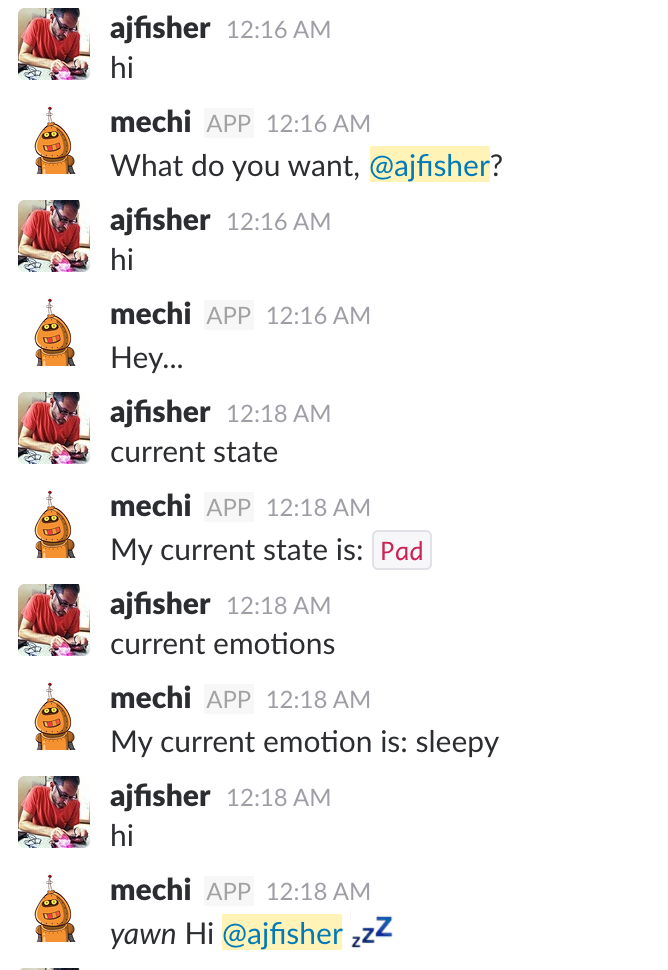 ajfisher 12:16 AM
hi
mechi APP 12:16 AM
What do you want, @ajfisher?
ajfisher 12:16 AM
hi
mechi APP 12:16 AM
Hey...
ajfisher 12:18 AM
current state
mechi APP 12:18 AM
My current state is: Pad
ajfisher 12:18 AM
current emotions
mechi APP 12:18 AM
My current emotion is: sleepy
ajfisher 12:18 AM
hi
mechi APP 12:18 AM
yawn Hi @ajfisher zzZ